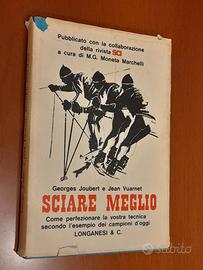 Pubblicato con la collaborazione
della rivista SCI
a cura di M.G. Moneta Marchelli
Georges Joubert e Jean Vuarnet
SCIARE MEGLIO
Come perfezionare la vostra tecnica
secondo l'esempio dei campioni d'oggi
LONGANESI & C.
subito